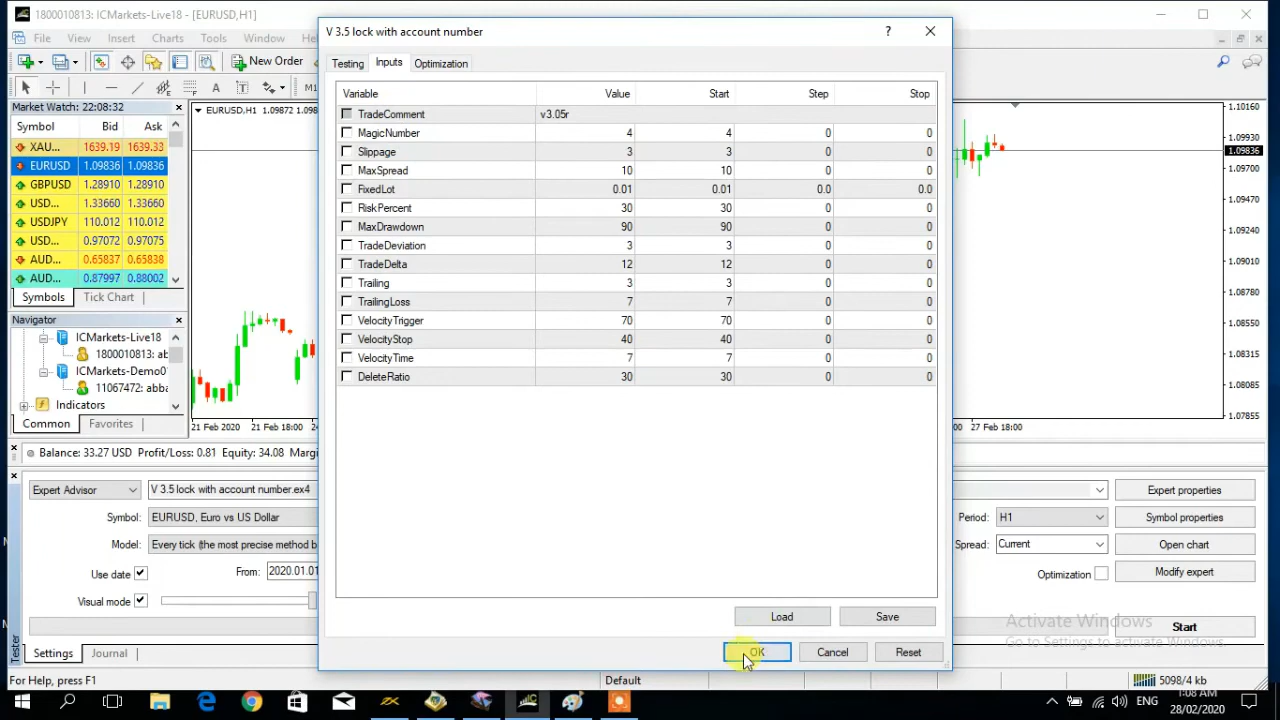 1800010813: ICMarkets-Live18 - [EURUSD,H1]
File View Insert Charts Tools Window
New Order
A T M1
Market Watch: 22:08:32
Symbol Bid Ask
XAU... 1639.19 1639.33
EURUSD 1.09836 1.09836
GBPUSD 1.28910 1.28910
USD... 1.33660 1.33664
USDJPY 110.012 110.012
USD... 0.97072 0.97075
AUD... 0.65837 0.65838
AUD... 0.87997 0.88002
Symbols Tick Chart
Navigator
ICMarkets-Live18
1800010813: ab
ICMarkets-Demo0
11067472: abba
Indicators
Common Favorites
EURUSD,H1 1.09872 1.098
21 Feb 2020 21 Feb 18:00
V 3.5 lock with account number
?
Testing Inputs Optimization
Variable Value Start Step Stop
TradeComment v3.05r
MagicNumber 4 4 0 0
Slippage 3 3 0 0
MaxSpread 10 10 0 0
FixedLot 0.01 0.01 0.0 0.0
RiskPercent 30 30 0 0
MaxDrawdown 90 90 0 0
TradeDeviation 3 3 0 0
TradeDelta 12 12 0 0
Trailing 3 3 0 0
TrailingLoss 7 7 0 0
VelocityTrigger 70 70 0 0
VelocityStop 40 40 0 0
VelocityTime 7 7 0 0
DeleteRatio 30 30 0 0
Load Save
OK Cancel Reset
1.10160
1.09930
1.09836
1.09700
1.09470
1.09240
1.09010
1.08780
1.08550
1.08315
1.08085
1.07855
00 27 Feb 18:00
Balance: 33.27 USD Profit/Loss: 0.81 Equity: 34.08 Margi
Expert Advisor V 3.5 lock with account number.ex4 Expert properties
Symbol: EURUSD, Euro vs US Dollar Period: H1 Symbol properties
Model: Every tick (the most precise method b Spread: Current Open chart
Use date From: 2020.01.01 Optimization Modify expert
Visual mode Start
Activate Windows
Go to Settings to activate Windows.
Tester
Settings Journal
For Help, press F1 Default 5098/4 kb
ENG
1:08 AM
28/02/2020